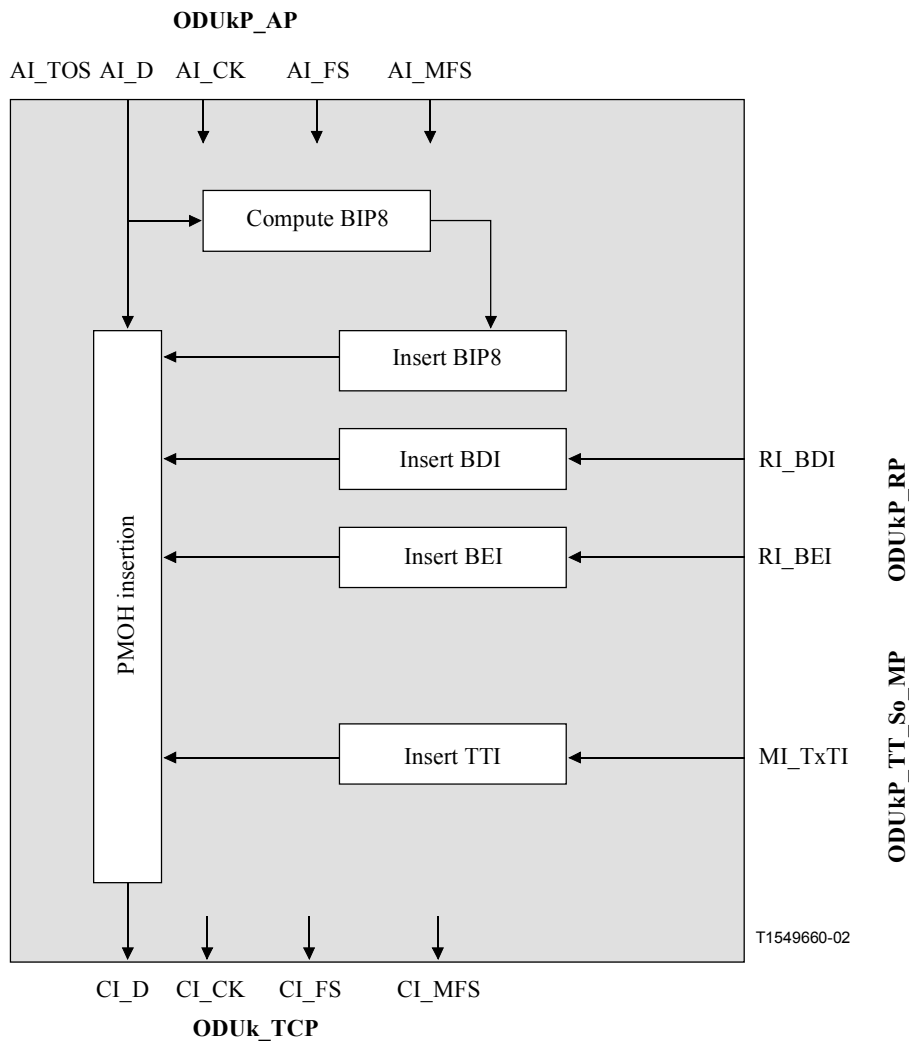 ODUkP_AP
AI_TOS AI_D AI_CK AI_FS AI_MFS
Compute BIP8
Insert BIP8
Insert BDI
RI_BDI
Insert BEI
RI_BEI
ODUkP_RP
PMOH insertion
Insert TTI
MI_TxTI
ODUkP_TT_So_MP
T1549660-02
CI_D CI_CK CI_FS CI_MFS
ODUk_TCP